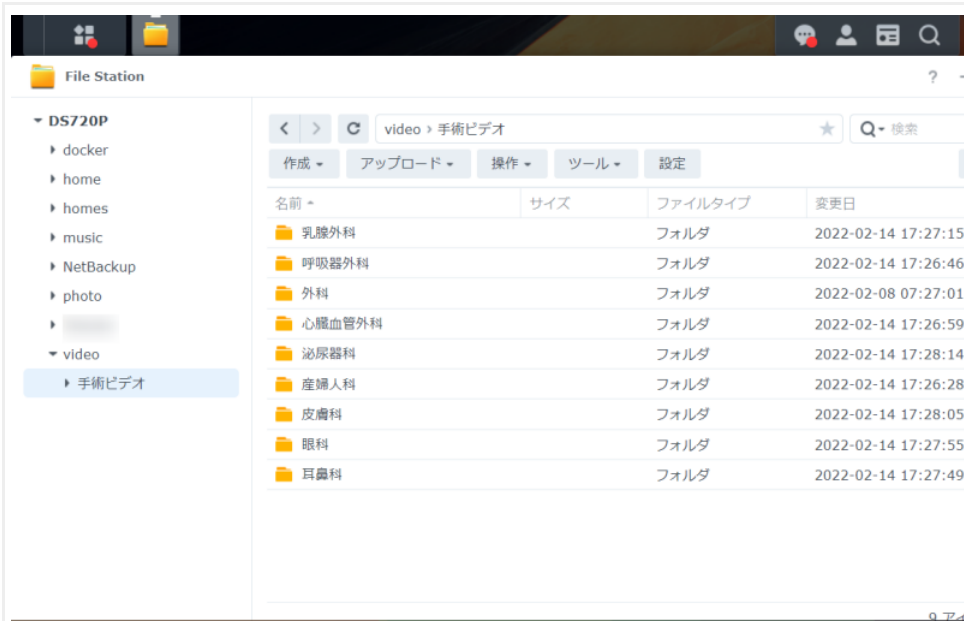 File Station
?
DS720P
docker
home
homes
music
NetBackup
photo
video
手術ビデオ
video › 手術ビデオ
検索
作成 アップロード 操作 ツール 設定
名前 サイズ ファイルタイプ 変更日
乳腺外科 フォルダ 2022-02-14 17:27:15
呼吸器外科 フォルダ 2022-02-14 17:26:46
外科 フォルダ 2022-02-08 07:27:01
心臓血管外科 フォルダ 2022-02-14 17:26:59
泌尿器科 フォルダ 2022-02-14 17:28:14
産婦人科 フォルダ 2022-02-14 17:26:28
皮膚科 フォルダ 2022-02-14 17:28:05
眼科 フォルダ 2022-02-14 17:27:55
耳鼻科 フォルダ 2022-02-14 17:27:49